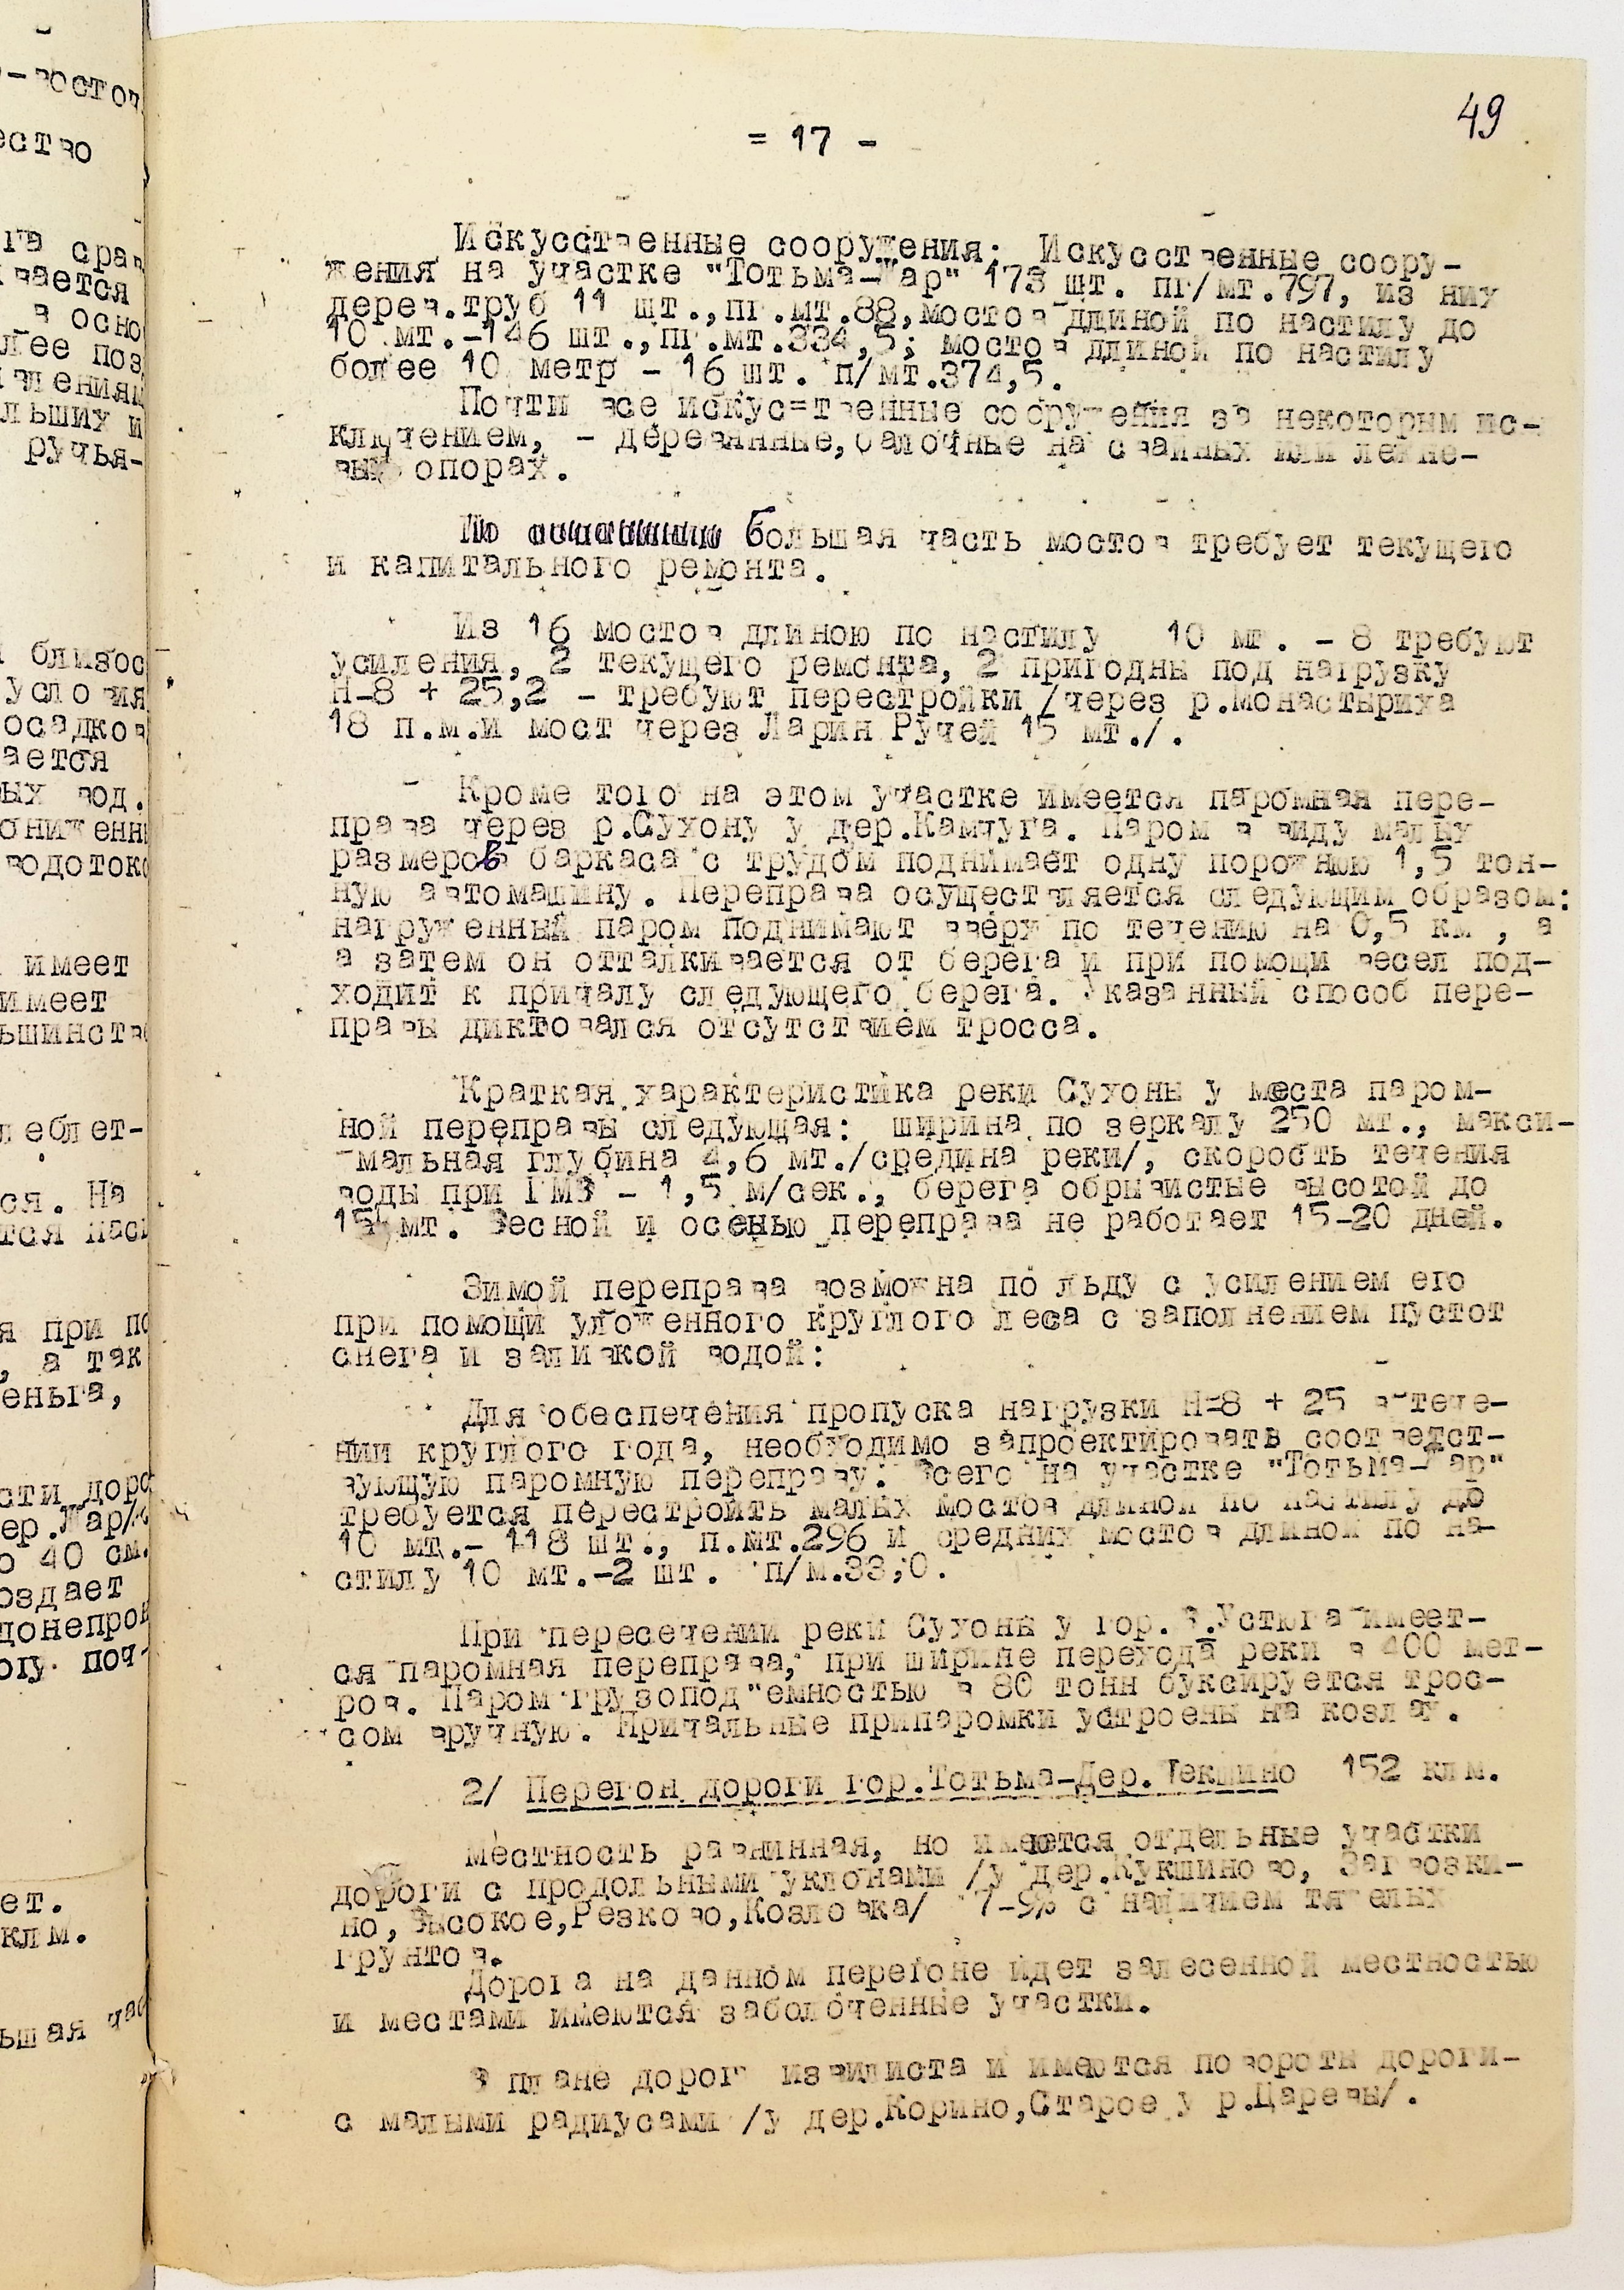 49
= 17 -
Искусственные сооружения: Искусственные соору-
жения на участке "Тотьма-Шар" 173 шт. пг/мт.797, из них
дерев.труб 11 шт.,пг.мт.88,мостов длиной по настилу до
10 мт.-146 шт.,пг.мт.334,5; мостов длиной по настилу
более 10 метр - 16 шт. п/мт.374,5.
Почти все искус=твенные сооружения за некоторым ис-
ключением, - деревянные,балочные на свайных или лежне-
вых опорах.
Большая часть мостов требует текущего
и капитального ремонта.
Из 16 мостов длиною по настилу 10 мт. - 8 требуют
усиления, 2 текущего ремонта, 2 пригодны под нагрузку
Н-8 + 25,2 - требуют перестройки /через р.Монастыриха
18 п.м.и мост через Ларин Ручей 15 мт./.
Кроме того на этом участке имеется паромная пере-
права через р.Сухону у дер.Камчуга. Паром в виду малых
размеров баркаса с трудом поднимает одну порожнюю 1,5 тон-
ную автомашину. Переправа осуществляется следующим образом:
нагруженный паром поднимают вверх по течению на 0,5 км , а
а затем он отталкивается от берега и при помощи весел под-
ходит к причалу следующего берега. Указанный способ пере-
правы диктовался отсутствием тросса.
Краткая характеристика реки Сухоны у места паром-
ной переправы следующая: ширина по зеркалу 250 мт., макси-
мальная глубина 4,6 мт./средина реки/, скорость течения
воды при ГМВ - 1,5 м/сек., берега обрывистые высотой до
мт. Весной и осенью переправа не работает 15-20 дней.
Зимой переправа возможна по льду с усилением его
при помощи уложенного круглого леса с заполнением пустот
снега и заливкой водой:
Для обеспечения пропуска нагрузки Н-8 + 25 в тече-
нии круглого года, необходимо запроектировать соответст-
вующую паромную переправу. Всего на участке "Тотьма-Шар"
требуется перестроить малых мостов длиной по настилу до
10 мт.- 118 шт., п.мт.296 и средних мостов длиной по на-
стилу 10 мт.-2 шт. п/м.33,0.
При пересечении реки Сухоны у гор. В.Устюга имеет-
ся паромная переправа, при ширине перехода реки в 400 мет-
ров. Паром грузопод"емностью в 80 тонн буксируется трос-
сом вручную. Причальные припаромки устроены на козлах.
2/ Перегон дороги гор.Тотьма-Дер.Текшино 152 клм.
Местность равнинная, но имеются отдельные участки
дороги с продольными уклонами /у дер.Кукшиново, Загвозки-
но, Высокое,Резково,Козловка/ 7-9% с наличием тяжелых
грунтов.
Дорога на данном перегоне идет залесенной местностью
и местами имеются заболоченные участки.
В плане дорога извилиста и имеются повороты дороги-
с малыми радиусами /у дер.Корино,Старое у р.Царевы/.